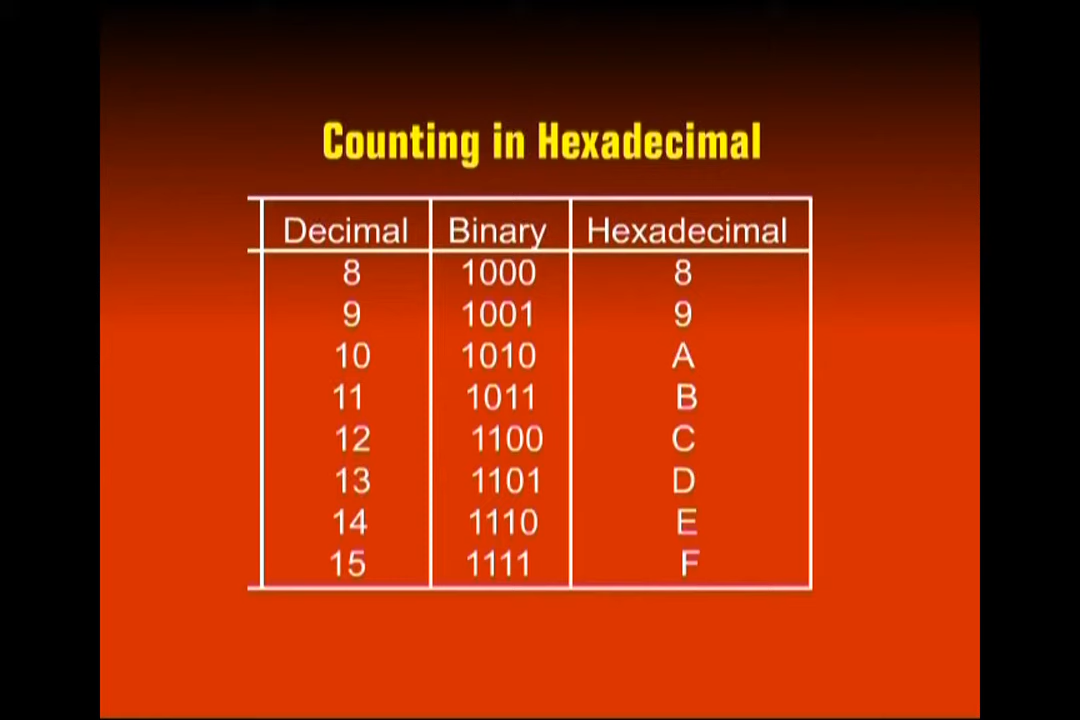 Counting in Hexadecimal
Decimal Binary Hexadecimal
8 1000 8
9 1001 9
10 1010 A
11 1011 B
12 1100 C
13 1101 D
14 1110 E
15 1111 F